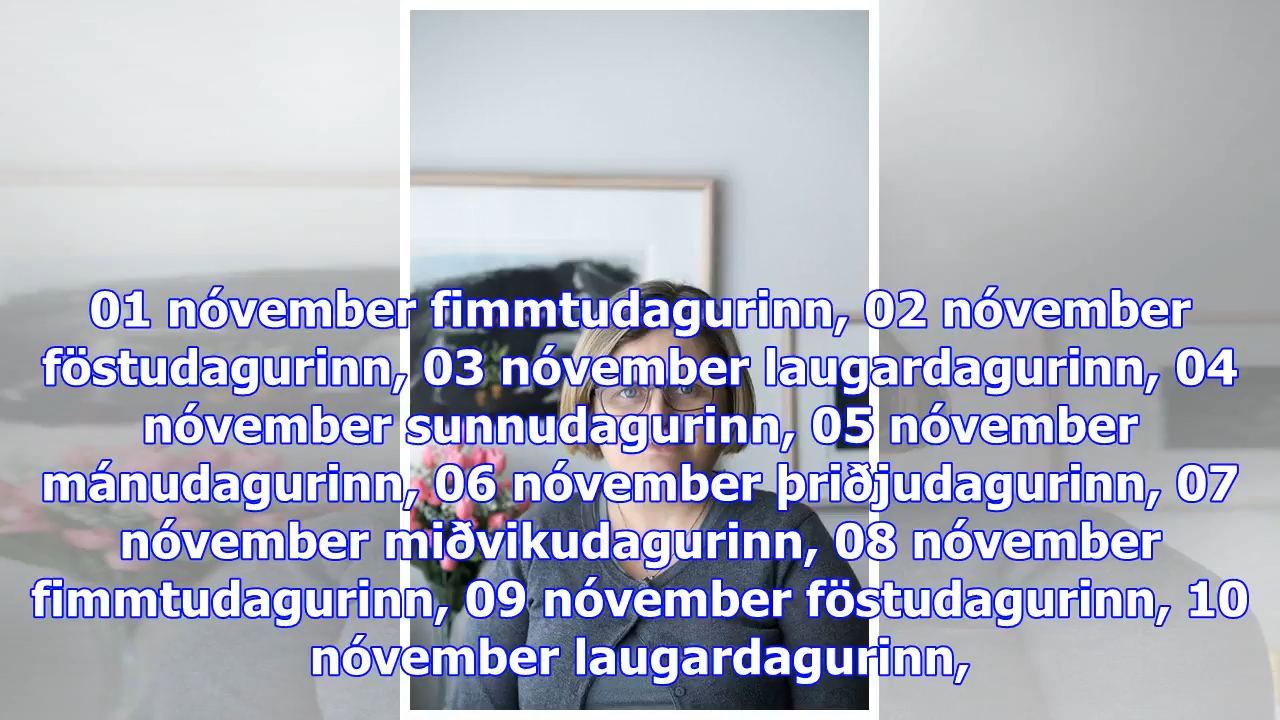 01 nóvember fimmtudagurinn, 02 nóvember
föstudagurinn, 03 nóvember laugardagurinn, 04
nóvember sunnudagurinn, 05 nóvember
mánudagurinn, 06 nóvember þriðjudagurinn, 07
nóvember miðvikudagurinn, 08 nóvember
fimmtudagurinn, 09 nóvember föstudagurinn, 10
nóvember laugardagurinn,